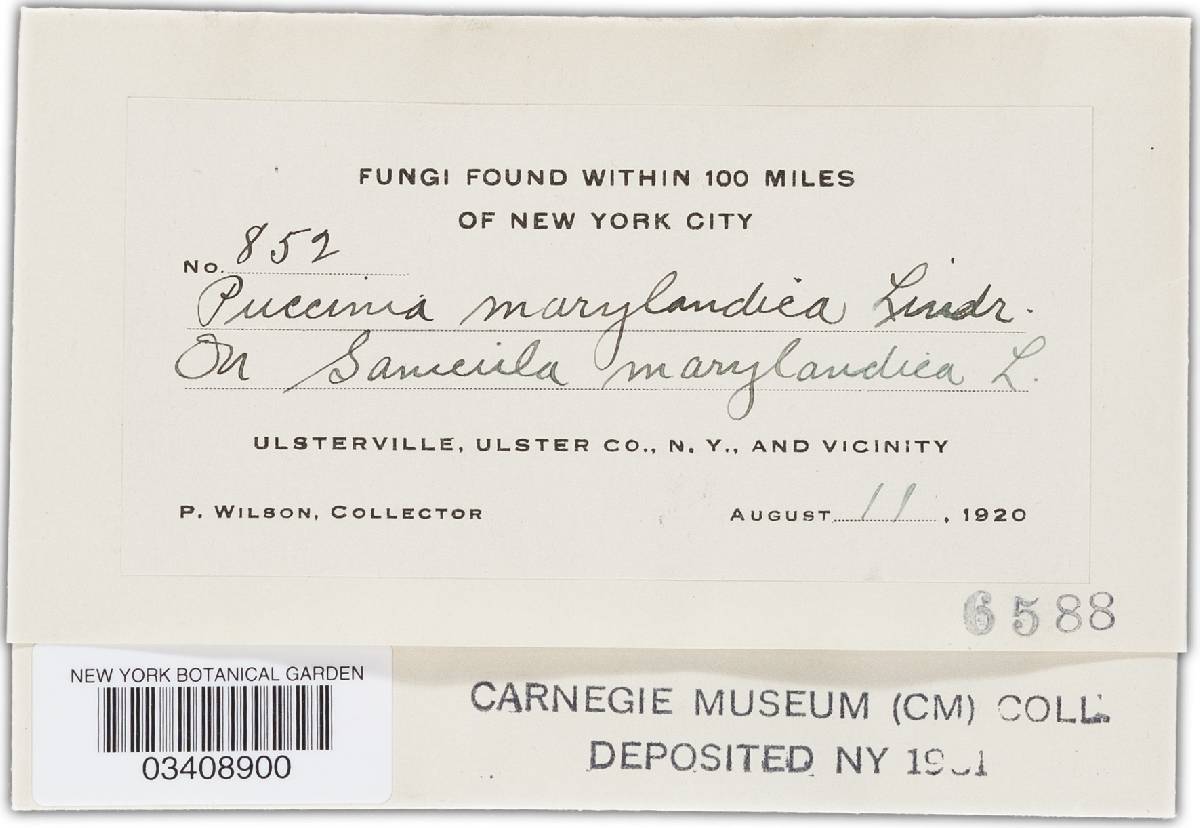 FUNGI FOUND WITHIN 100 MILES
OF NEW YORK CITY
No. 852
Puccinia marylandica Lindr.
On Sanicula marylandica L.
ULSTERVILLE, ULSTER CO., N. Y., AND VICINITY
P. WILSON, COLLECTOR
AUGUST 11, 1920
6588
NEW YORK BOTANICAL GARDEN
03408900
CARNEGIE MUSEUM (CM) COLL.
DEPOSITED NY